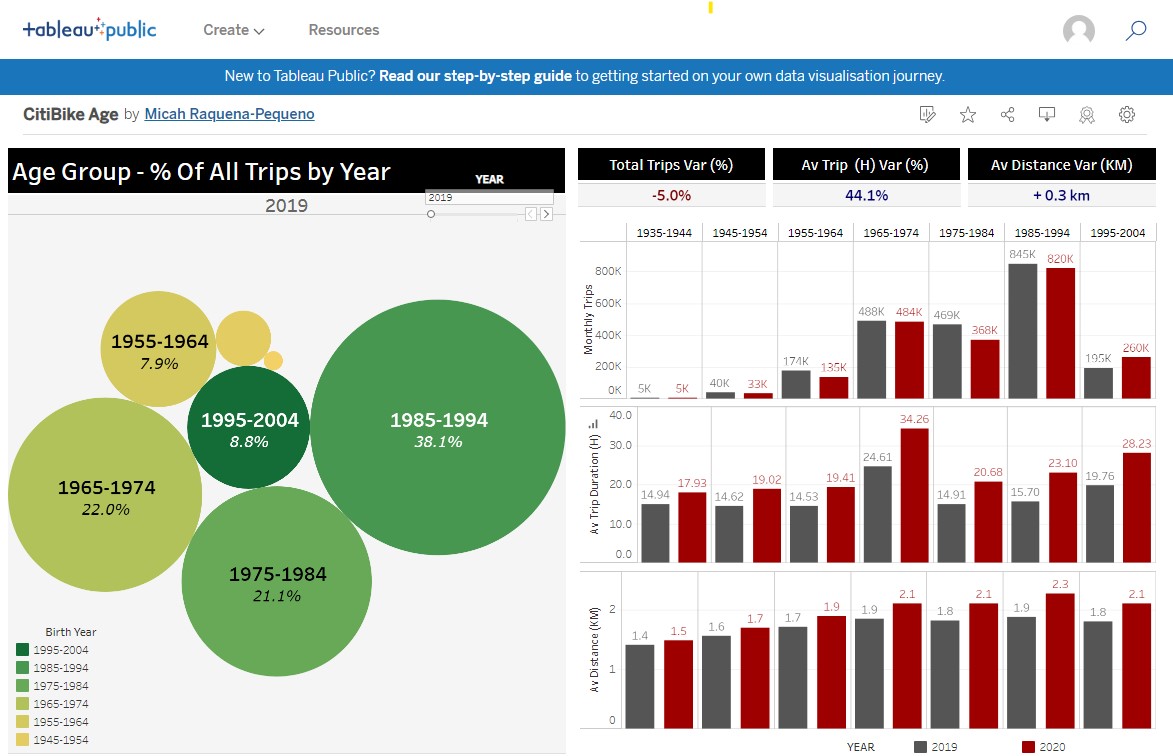 +ableau public
Create
Resources
New to Tableau Public? Read our step-by-step guide to getting started on your own data visualisation journey.
CitiBike Age by Micah Raquena-Pequeno
Age Group - % Of All Trips by Year
YEAR
2019
2019
1955-1964
7.9%
1995-2004
8.8%
1985-1994
38.1%
1965-1974
22.0%
1975-1984
21.1%
Birth Year
1995-2004
1985-1994
1975-1984
1965-1974
1955-1964
1945-1954
Total Trips Var (%)
Av Trip (H) Var (%)
Av Distance Var (KM)
-5.0%
44.1%
+ 0.3 km
1935-1944 1945-1954 1955-1964 1965-1974 1975-1984 1985-1994 1995-2004
Monthly Trips
800K
600K
400K
200K
0K
5K 5K 40K 33K 174K 135K 488K 484K 469K 368K 845K 820K 195K 260K
Av Trip Duration (H)
40.0
30.0
20.0
10.0
0.0
14.94 17.93 14.62 19.02 14.53 19.41 24.61 34.26 14.91 20.68 15.70 23.10 19.76 28.23
Av Distance (KM)
2
1
0
1.4 1.5 1.6 1.7 1.7 1.9 1.9 2.1 1.8 2.1 1.9 2.3 1.8 2.1
YEAR 2019 2020